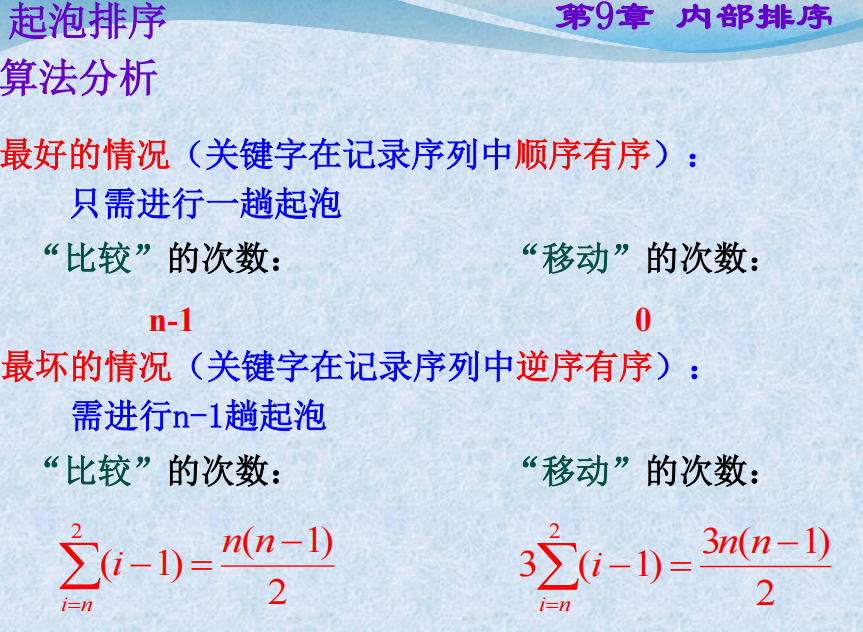 起泡排序
第9章 内部排序
算法分析
最好的情况（关键字在记录序列中顺序有序）：
只需进行一趟起泡
“比较”的次数： “移动”的次数：
n-1 0
最坏的情况（关键字在记录序列中逆序有序）：
需进行n-1趟起泡
“比较”的次数： “移动”的次数：
\sum_{i=n}^{2}(i-1)=\frac{n(n-1)}{2} 3\sum_{i=n}^{2}(i-1)=\frac{3n(n-1)}{2}